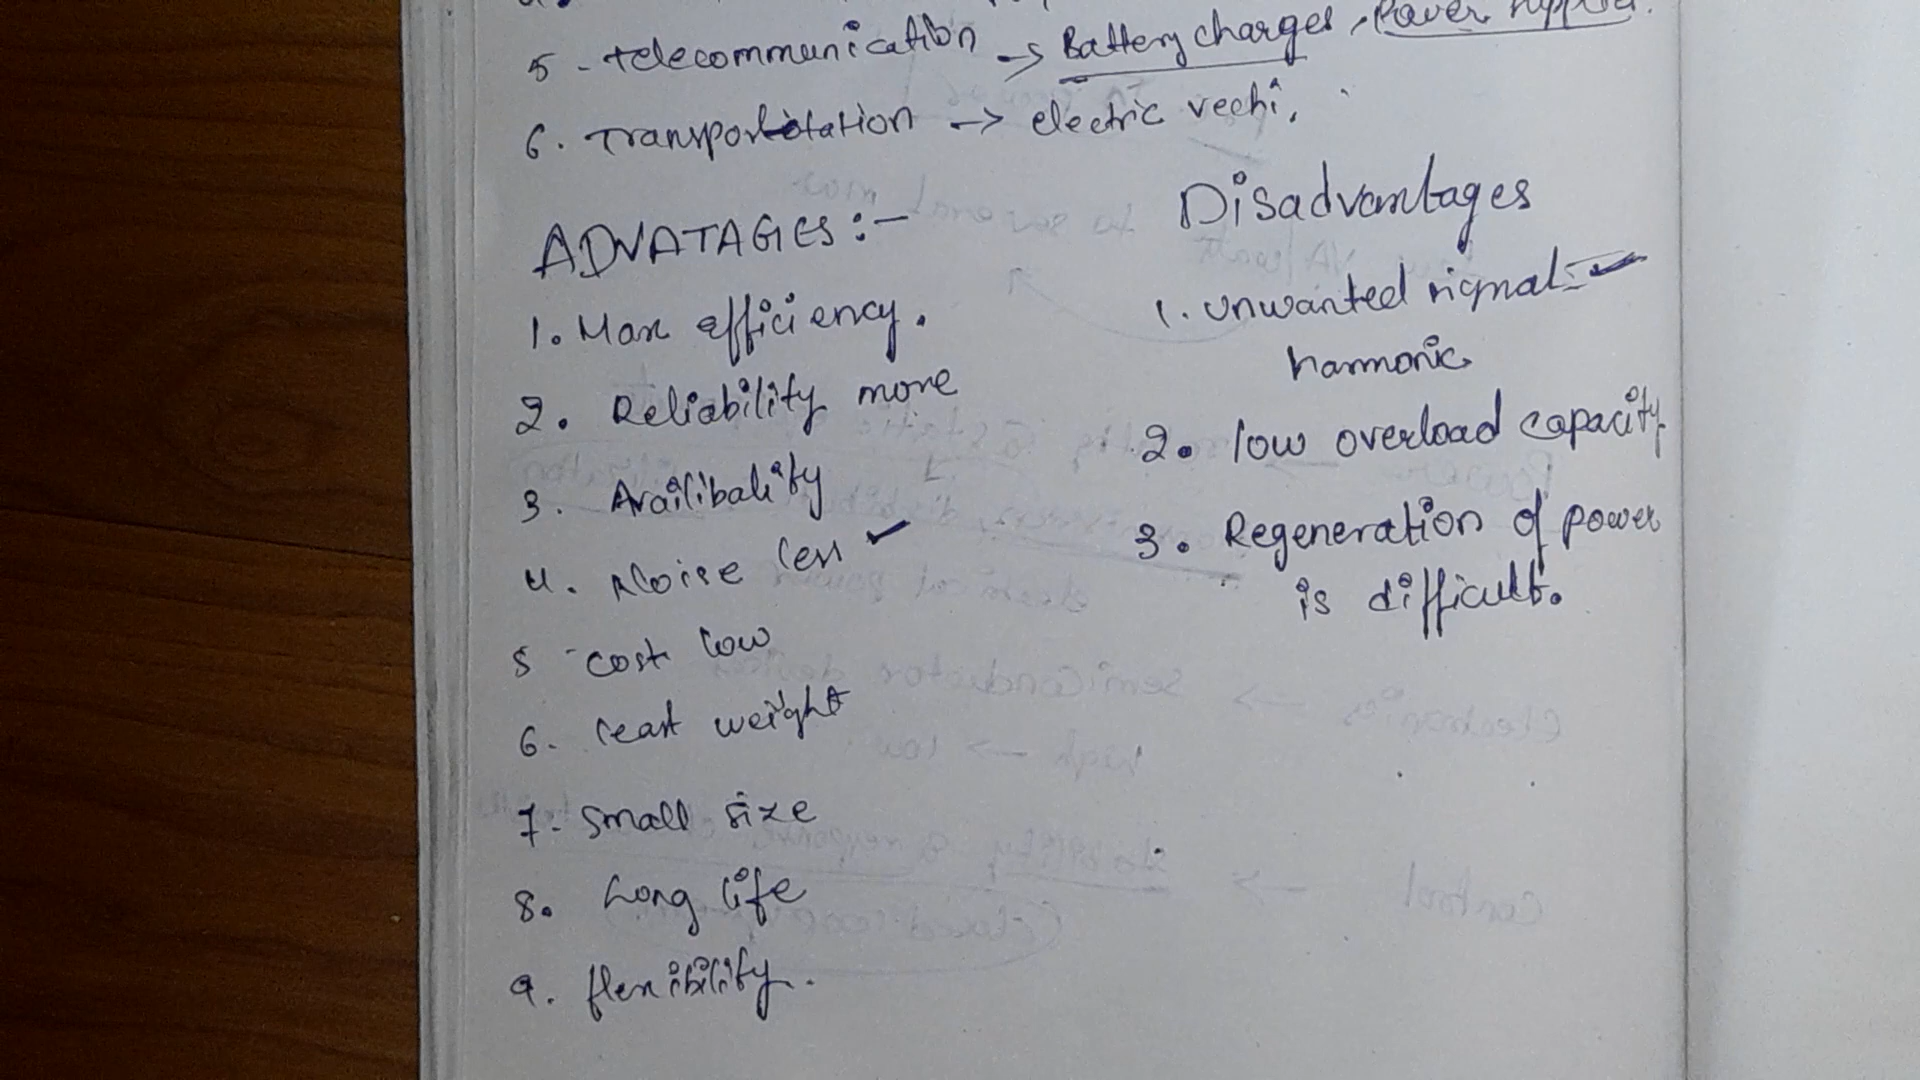 5 - telecommunication -> Battery charges, Power
6. Transportotation -> electric vechi,
ADVATAGES :-
1. Max efficiency.
2. Reliability more
3. Availibality
4. Noise less
5 - cost low
6. least weight
7. small size
8. Long life
9. flexibility.
Disadvantages
1. unwanted signal
harmonic
2. low overload capacity
3. Regeneration of power
is difficult.